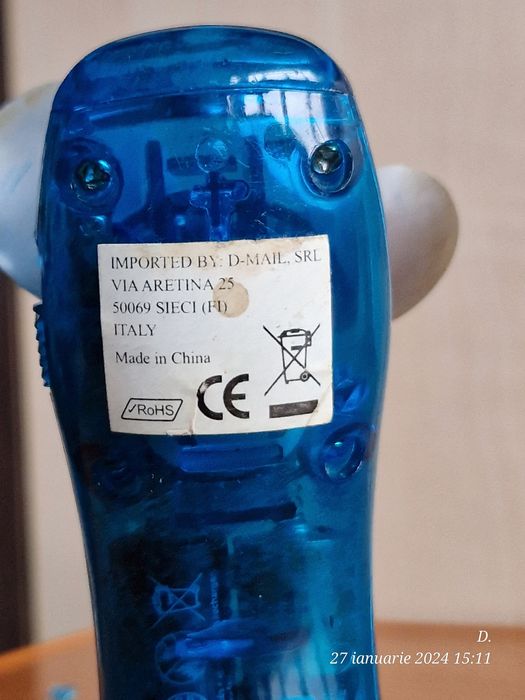 IMPORTED BY: D-MAIL, SRL
VIA ARETINA 25
50069 SIECI (FI)
ITALY
Made in China
✓RoHS
CE
D.
27 ianuarie 2024 15:11